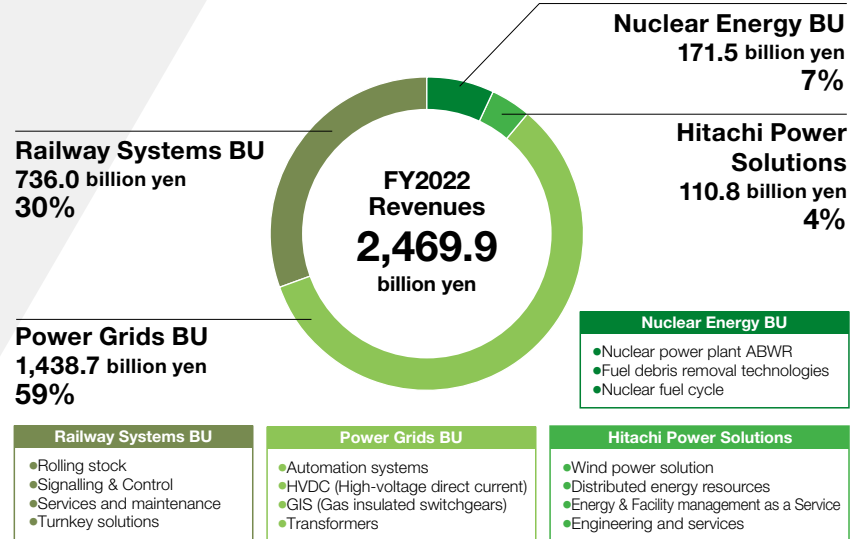 Nuclear Energy BU
171.5 billion yen
7%
Hitachi Power
Solutions
110.8 billion yen
4%
Railway Systems BU
736.0 billion yen
30%
FY2022
Revenues
2,469.9
billion yen
Power Grids BU
1,438.7 billion yen
59%
Nuclear Energy BU
●Nuclear power plant ABWR
●Fuel debris removal technologies
●Nuclear fuel cycle
Railway Systems BU
●Rolling stock
●Signalling & Control
●Services and maintenance
●Turnkey solutions
Power Grids BU
●Automation systems
●HVDC (High-voltage direct current)
●GIS (Gas insulated switchgears)
●Transformers
Hitachi Power Solutions
●Wind power solution
●Distributed energy resources
●Energy & Facility management as a Service
●Engineering and services